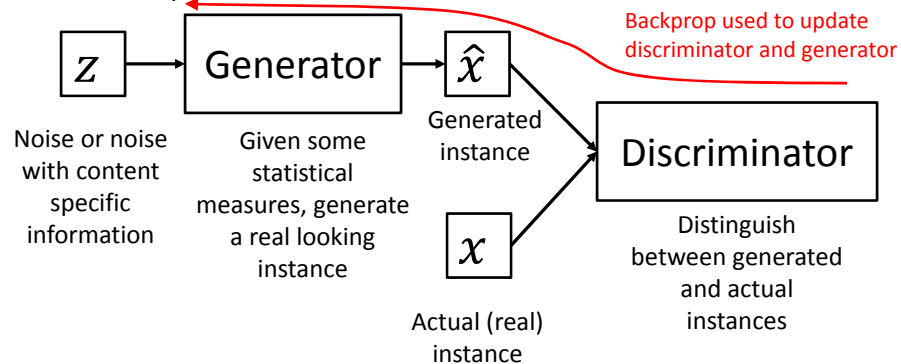 Backprop used to update
discriminator and generator
z
Generator
x̂
Generated
instance
Noise or noise
with content
specific
information
Given some
statistical
measures, generate
a real looking
instance
Discriminator
x
Distinguish
between generated
and actual
instances
Actual (real)
instance